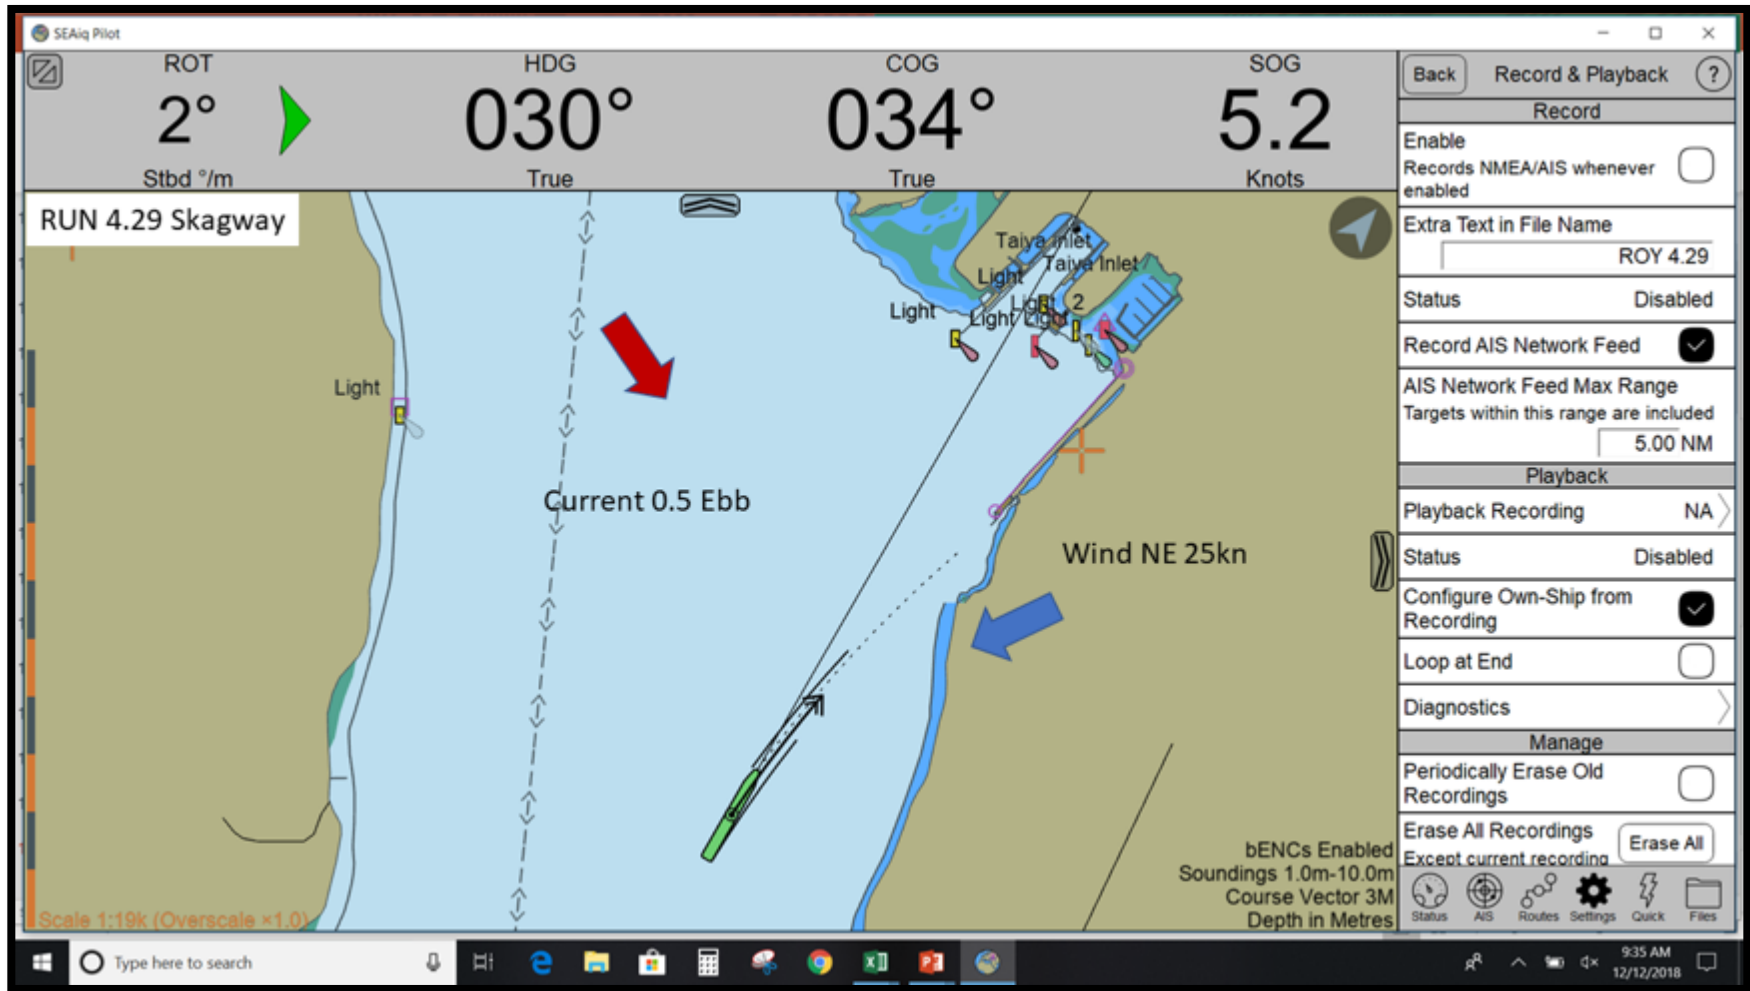 SEAiq Pilot
ROT
HDG
COG
SOG
2°
030°
034°
5.2
Stbd °/m
True
True
Knots
RUN 4.29 Skagway
Taiya Inlet
Taiya Inlet
Light
Light
Light
2
Light
Light
Light
Current 0.5 Ebb
Wind NE 25kn
bENCs Enabled
Soundings 1.0m-10.0m
Course Vector 3M
Depth in Metres
Scale 1:19k (Overscale ×1.0)
Back
Record & Playback
?
Record
Enable
Records NMEA/AIS whenever
enabled
Extra Text in File Name
ROY 4.29
Status Disabled
Record AIS Network Feed
AIS Network Feed Max Range
Targets within this range are included
5.00 NM
Playback
Playback Recording NA
Status Disabled
Configure Own-Ship from
Recording
Loop at End
Diagnostics
Manage
Periodically Erase Old
Recordings
Erase All Recordings
Erase All
Except current recording
Status AIS Routes Settings Quick Files
Type here to search
9:35 AM
12/12/2018